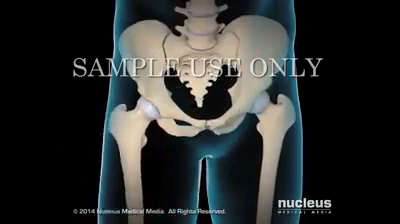 SAMPLE USE ONLY
© 2014 Nucleus Medical Media. All Rights Reserved.
nucleus
MEDICAL MEDIA